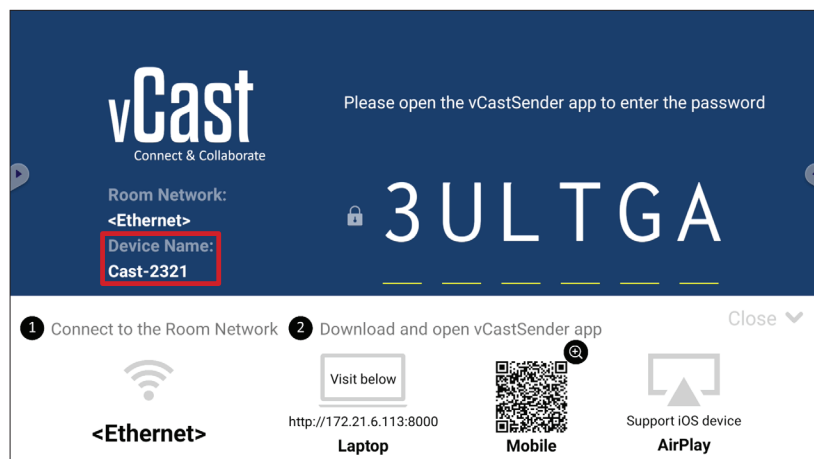 vCast
Connect & Collaborate
Please open the vCastSender app to enter the password
Room Network:
<Ethernet>
Device Name:
Cast-2321
3ULTGA
1 Connect to the Room Network
2 Download and open vCastSender app
Close
<Ethernet>
Visit below
http://172.21.6.113:8000
Laptop
Mobile
Support iOS device
AirPlay